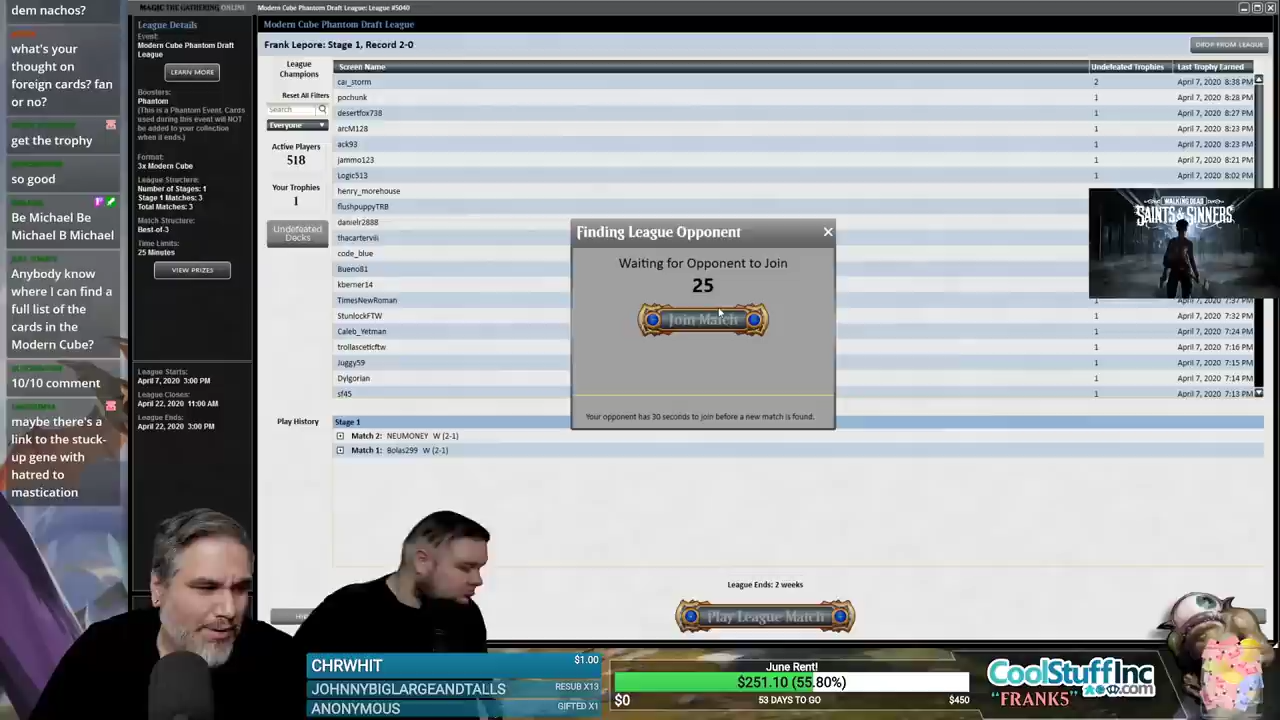 dem nachos?
what's your
thought on
foreign card? fan
or no?
get the trophy
so good
Be Michael Be
Michael B Michael
Anybody know
where I can find a
full list of the
Modern Cube?
10/10 comment
maybe that's a
link to the stuck-
up gene with
hatred of
mastication
MAGIC THE GATHERING ONLINE
Modern Cube Phantom Draft League: League #5040
League Details
Event:
Modern Cube Phantom Draft
League
LEARN MORE
Boosters:
Phantom
(This is a Phantom Event. Cards
used during this event will NOT
be added to your collection
when it ends.)
Format:
3x Modern Cube
League Structure:
Number of Stages: 1
Stage 1 Matches: 3
Total Matches: 3
Match Structure:
Best-of-3
Time Limits:
25 Minutes
VIEW PRIZES
League Starts:
April 7, 2020 3:00 PM
League Closes:
April 22, 2020 11:00 AM
League Ends:
April 22, 2020 3:00 PM
Modern Cube Phantom Draft League
Frank Lepore: Stage 1, Record 2-0
DROP FROM LEAGUE
League
Champions
Reset All Filters
Search
Everyone
Active Players
518
Your Trophies
1
Undefeated
Decks
Screen Name Undefeated Trophies Last Trophy Earned
cai_storm 2 April 7, 2020 8:38 PM
pochunk 1 April 7, 2020 8:28 PM
desertfox738 1 April 7, 2020 8:27 PM
arcM128 1 April 7, 2020 8:23 PM
ack93 1 April 7, 2020 8:23 PM
jammo123 1 April 7, 2020 8:21 PM
Logic513 1 April 7, 2020 8:02 PM
henry_morehouse
flushpuppyTRB
danielr2888
thacarterviii
code_blue
Bueno81
kberner14
TimesNewRoman 1 April 7, 2020 7:37 PM
StunlockFTW 1 April 7, 2020 7:32 PM
Caleb_Yetman 1 April 7, 2020 7:24 PM
trollasceticftw 1 April 7, 2020 7:16 PM
Juggy59 1 April 7, 2020 7:15 PM
Dylgorian 1 April 7, 2020 7:14 PM
sf45 1 April 7, 2020 7:13 PM
THE WALKING DEAD
SAINTS & SINNERS
Finding League Opponent
Waiting for Opponent to Join
25
Join Match
Your opponent has 30 seconds to join before a new match is found.
Play History
Stage 1
Match 2: NEUMONEY W (2-1)
Match 1: Bolas299 W (2-1)
League Ends: 2 weeks
Play League Match
CHRWHIT $1.00
JOHNNYBIGLARGEANDTALLS RESUB X13
ANONYMOUS GIFTED X1
June Rent!
$251.10 (55.80%)
$0 53 DAYS TO GO $450
CoolStuffInc
.com
"FRANK5"